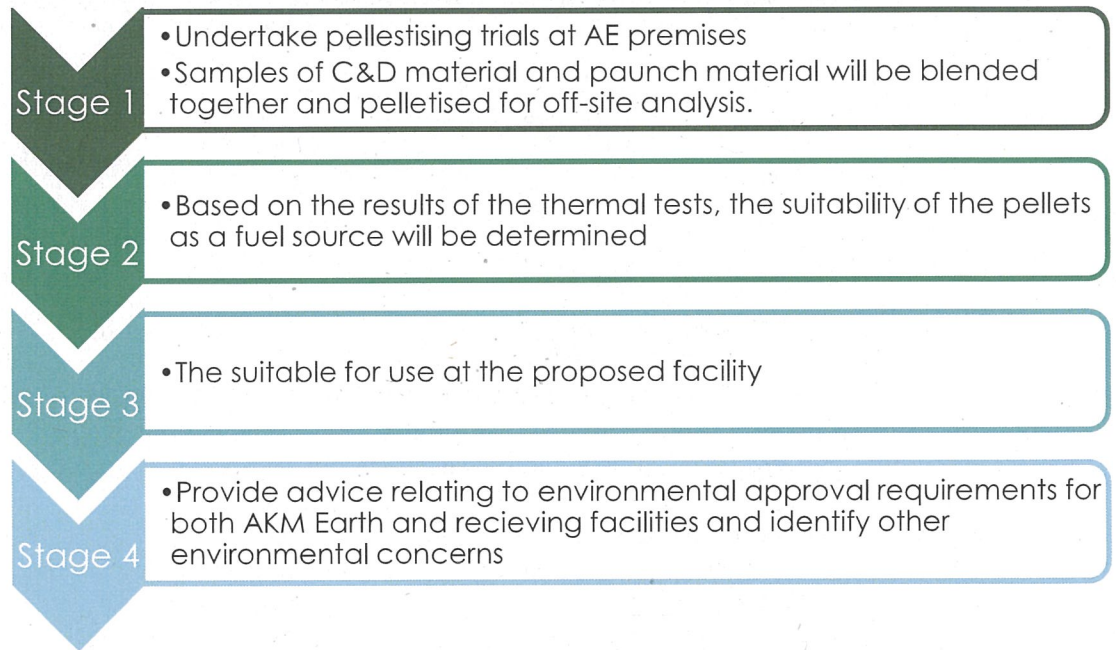 Stage 1
•Undertake pellestising trials at AE premises
•Samples of C&D material and paunch material will be blended
together and pelletised for off-site analysis.
Stage 2
•Based on the results of the thermal tests, the suitability of the pellets
as a fuel source will be determined
Stage 3
•The suitable for use at the proposed facility
Stage 4
•Provide advice relating to environmental approval requirements for
both AKM Earth and recieving facilities and identify other
environmental concerns